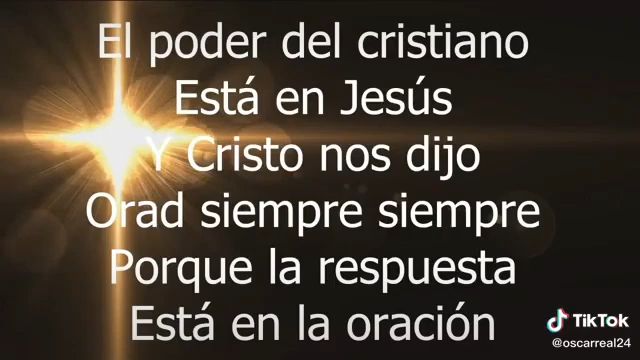 El poder del cristiano
Está en Jesús
Y Cristo nos dijo
Orad siempre siempre
Porque la respuesta
Está en la oración
TikTok
@oscarreal24